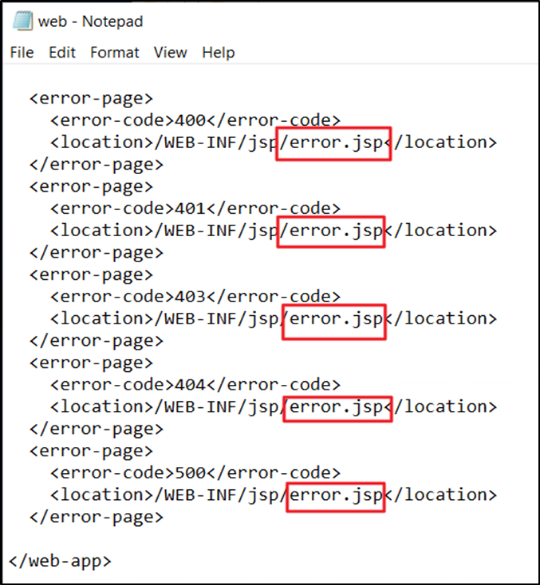 web - Notepad
File Edit Format View Help
<error-page>
<error-code>400</error-code>
<location>/WEB-INF/jsp/error.jsp</location>
</error-page>
<error-page>
<error-code>401</error-code>
<location>/WEB-INF/jsp/error.jsp</location>
</error-page>
<error-page>
<error-code>403</error-code>
<location>/WEB-INF/jsp/error.jsp</location>
</error-page>
<error-page>
<error-code>404</error-code>
<location>/WEB-INF/jsp/error.jsp</location>
</error-page>
<error-page>
<error-code>500</error-code>
<location>/WEB-INF/jsp/error.jsp</location>
</error-page>
</web-app>